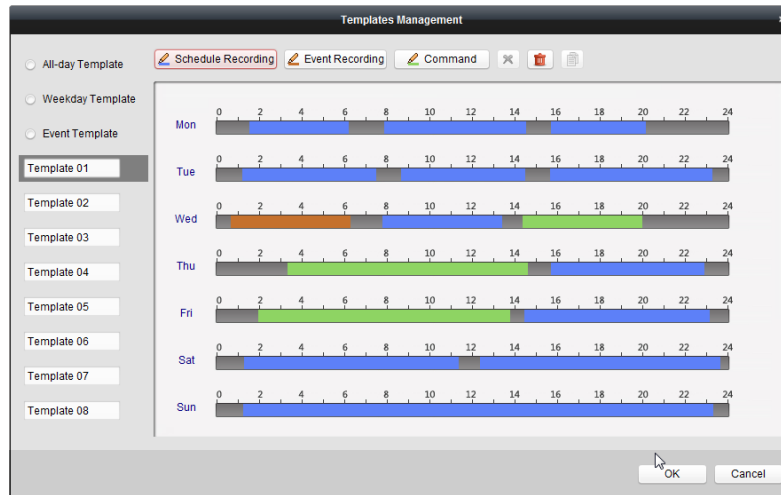 Templates Management
All-day Template
Weekday Template
Event Template
Template 01
Template 02
Template 03
Template 04
Template 05
Template 06
Template 07
Template 08
Schedule Recording Event Recording Command
0 2 4 6 8 10 12 14 16 18 20 22 24
Mon
0 2 4 6 8 10 12 14 16 18 20 22 24
Tue
0 2 4 6 8 10 12 14 16 18 20 22 24
Wed
0 2 4 6 8 10 12 14 16 18 20 22 24
Thu
0 2 4 6 8 10 12 14 16 18 20 22 24
Fri
0 2 4 6 8 10 12 14 16 18 20 22 24
Sat
0 2 4 6 8 10 12 14 16 18 20 22 24
Sun
OK Cancel